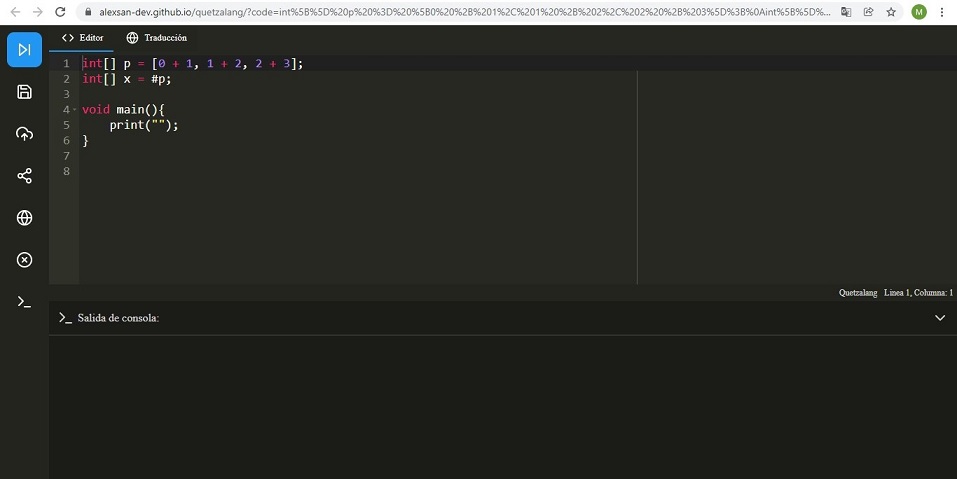 alexsan-dev.github.io/quetzalang/?code=int%5B%5D%20p%20%3D%20%5B0%20%2B%201%2C%201%20%2B%202%2C%202%20%2B%203%5D%3B%0Aint%5B%5D%...
M
Editor
Traducción
1 int[] p = [0 + 1, 1 + 2, 2 + 3];
2 int[] x = #p;
3
4 void main(){
5 print("");
6 }
7
8
Quetzalang Linea 1, Columna: 1
>_ Salida de consola: